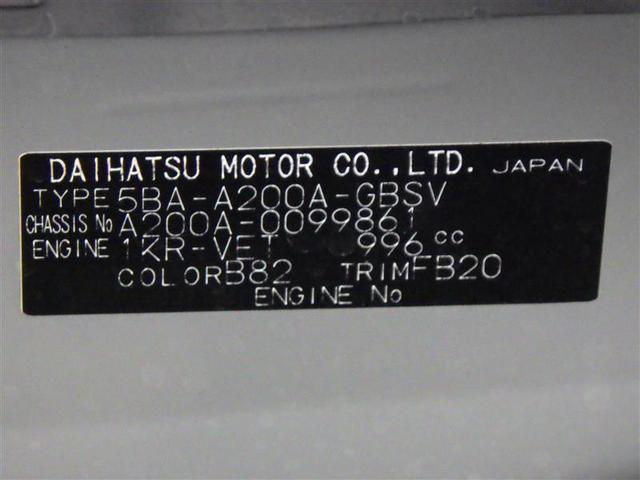 DAIHATSU MOTOR CO.,LTD. JAPAN
TYPE 5BA-A200A-GBSV
CHASSIS No A200A-0099861
ENGINE 1KR-VET 996 cc
COLOR B82 TRIM FB20
ENGINE No